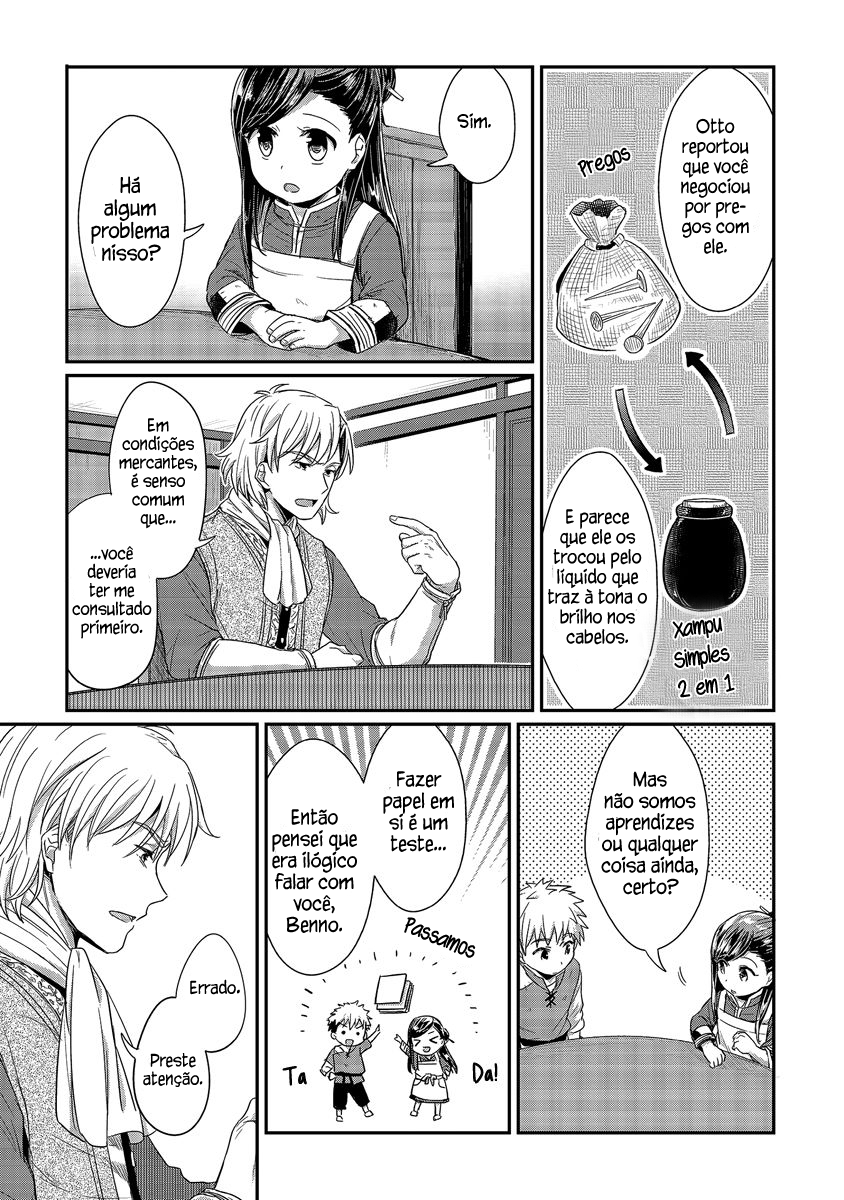 Otto
reportou
que você
negociou
por pre-
gos com
ele.
Pregos
E parece
que ele os
trocou pelo
líquido que
traz à tona o
brilho nos
cabelos.
Xampu
simples
2 em 1
Sim.
Há
algum
problema
nisso?
Em
condições
mercantes,
é senso
comum
que...
...você
deveria
ter me
consultado
primeiro.
Mas
não somos
aprendizes
ou qualquer
coisa ainda,
certo?
Fazer
papel em
si é um
teste...
Então
pensei que
era ilógico
falar com
você,
Benno.
Passamos
Ta
Da!
Errado.
Preste
atenção.